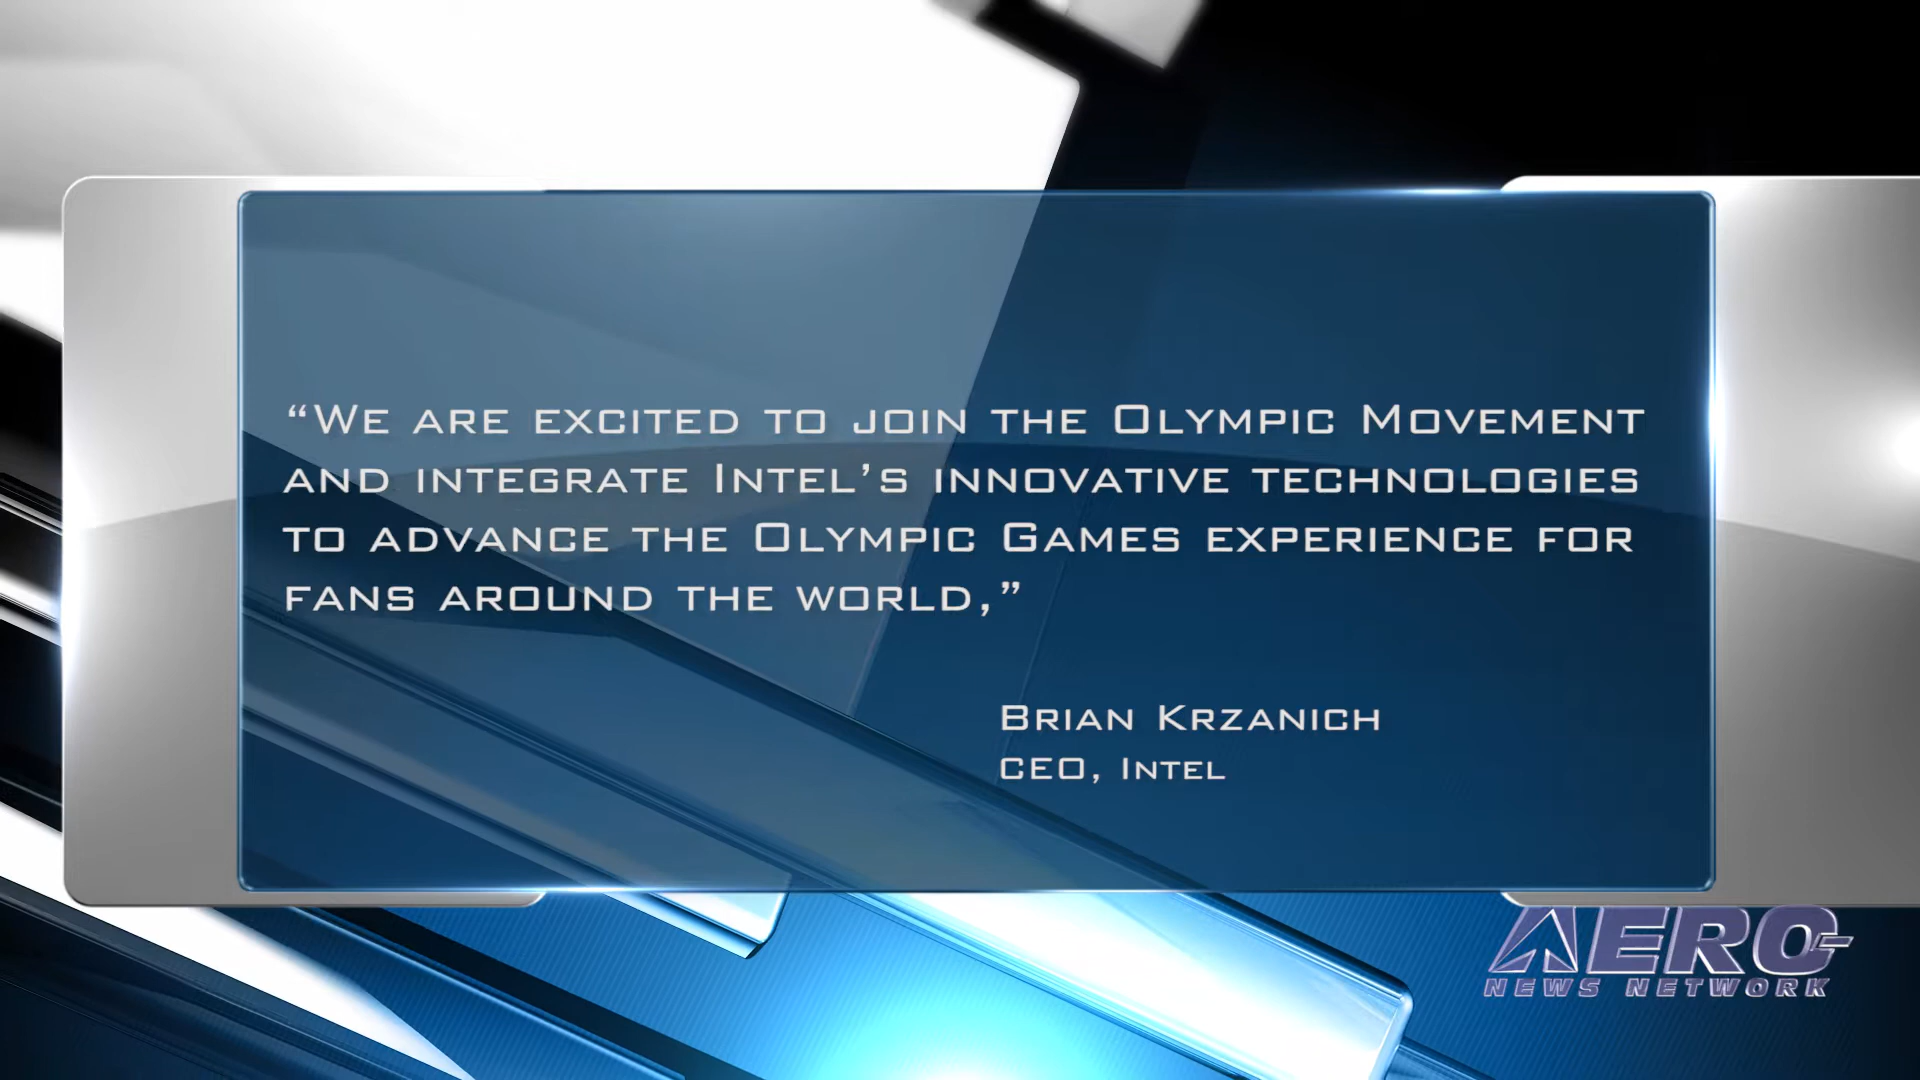 “We are excited to join the Olympic Movement
and integrate Intel’s innovative technologies
to advance the Olympic Games experience for
fans around the world,”
Brian Krzanich
CEO, Intel
AERO-
NEWS NETWORK